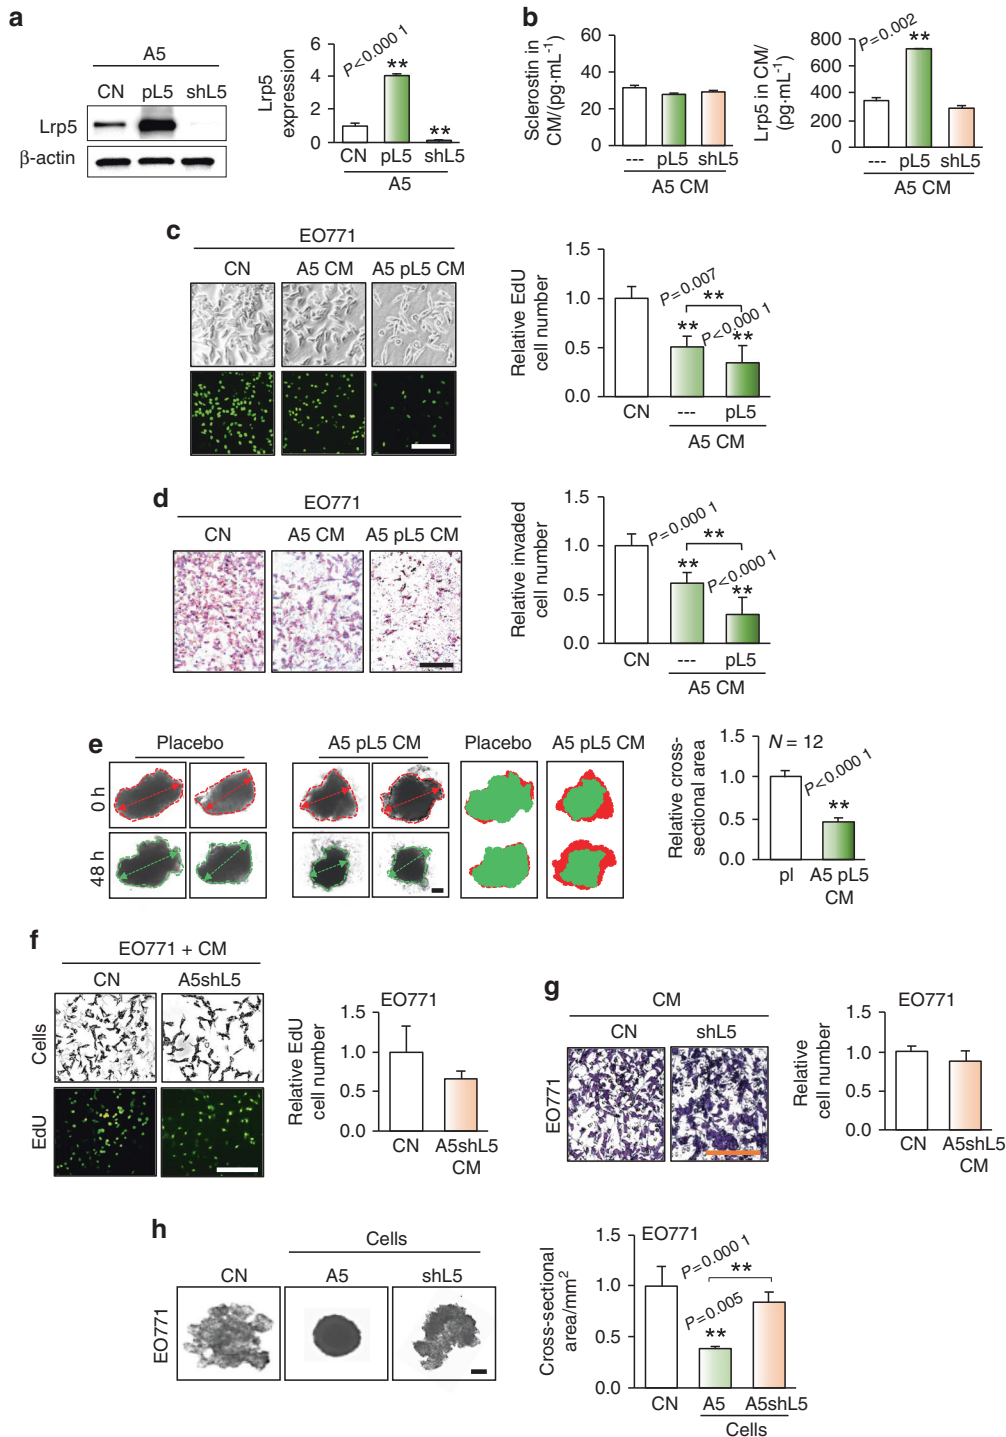 a
A5
CN pL5 shL5
Lrp5
β-actin
Lrp5
expression
6
4
2
0
P<0.000 1
**
**
CN pL5 shL5
A5
b
Sclerostin in
CM/(pg·mL⁻¹)
60
40
20
0
--- pL5 shL5
A5 CM
Lrp5 in CM/
(pg·mL⁻¹)
800
600
400
200
0
P=0.002
**
--- pL5 shL5
A5 CM
c
EO771
CN A5 CM A5 pL5 CM
Relative EdU
cell number
1.5
1.0
0.5
0.0
P=0.007
**
P<0.000 1
**
**
CN --- pL5
A5 CM
d
EO771
CN A5 CM A5 pL5 CM
Relative invaded
cell number
1.5
1.0
0.5
0.0
P=0.000 1
**
**
P<0.000 1
**
CN --- pL5
A5 CM
e
Placebo A5 pL5 CM Placebo A5 pL5 CM
0 h
48 h
Relative cross-
sectional area
1.5
1.0
0.5
0.0
N = 12
P<0.000 1
**
pl A5 pL5
CM
f
EO771 + CM
CN A5shL5
Cells
EdU
Relative EdU
cell number
EO771
1.5
1.0
0.5
0.0
CN A5shL5
CM
g
CM
CN shL5
EO771
Relative
cell number
EO771
1.5
1.0
0.5
0.0
CN A5shL5
CM
h
Cells
CN A5 shL5
EO771
Cross-sectional
area/mm²
EO771
1.5
1.0
0.5
0.0
P=0.000 1
**
P=0.005
**
CN A5 A5shL5
Cells